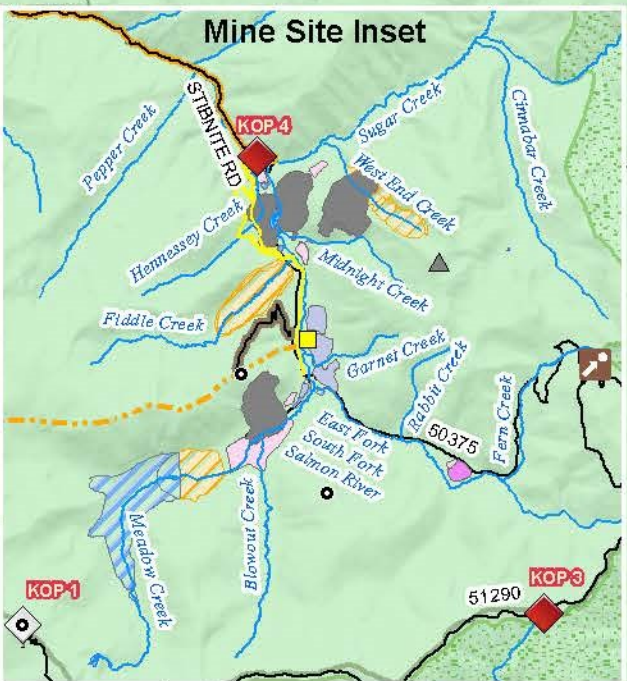 Mine Site Inset
STIBNITE RD
KOP 4
Pepper Creek
Sugar Creek
Cinnabar Creek
West End Creek
Hennessey Creek
Midnight Creek
Fiddle Creek
Garnet Creek
Rabbit Creek
Fern Creek
50375
East Fork
South Fork
Salmon River
Meadow Creek
Blowout Creek
KOP 1
51290
KOP 3